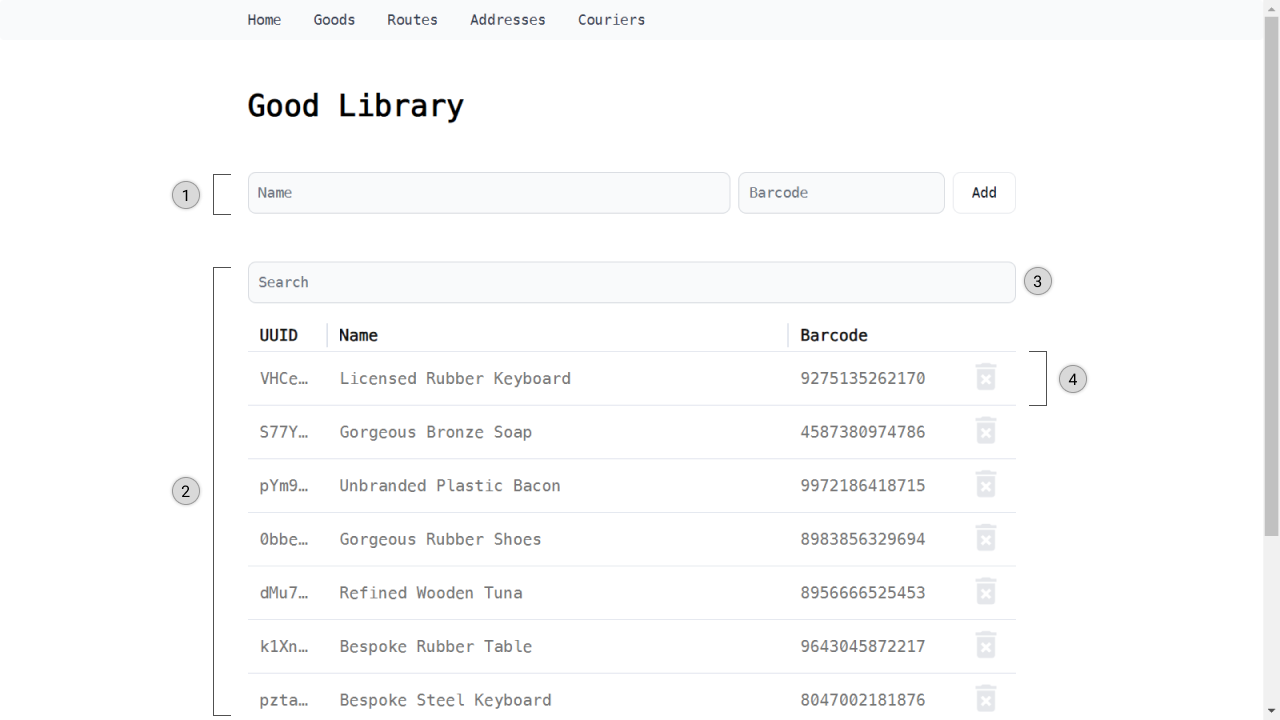 Home Goods Routes Addresses Couriers
Good Library
1 Name Barcode Add
Search 3
UUID Name Barcode
VHCe… Licensed Rubber Keyboard 9275135262170 4
S77Y… Gorgeous Bronze Soap 4587380974786
2 pYm9… Unbranded Plastic Bacon 9972186418715
0bbe… Gorgeous Rubber Shoes 8983856329694
dMu7… Refined Wooden Tuna 8956666525453
k1Xn… Bespoke Rubber Table 9643045872217
pzta… Bespoke Steel Keyboard 8047002181876